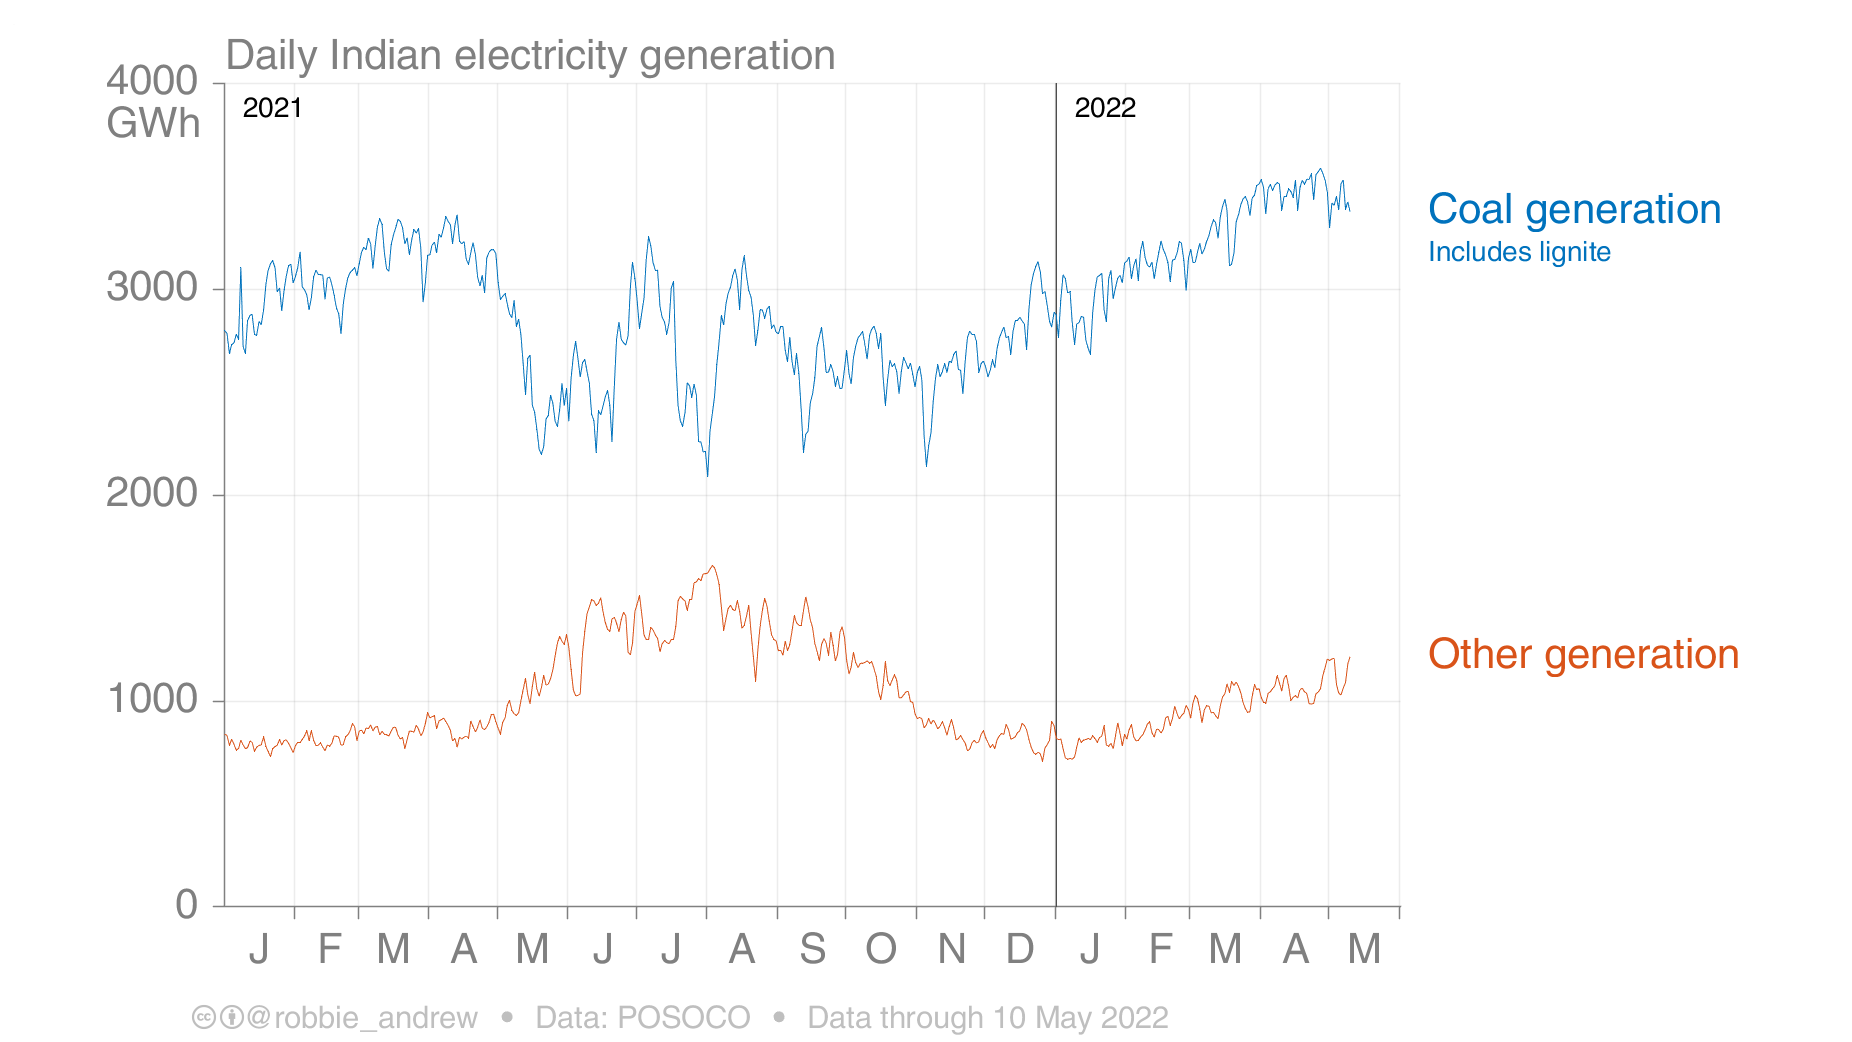 Daily Indian electricity generation
4000
GWh
2021
2022
Coal generation
Includes lignite
3000
2000
Other generation
1000
0
J F M A M J J A S O N D J F M A M
@robbie_andrew • Data: POSOCO • Data through 10 May 2022